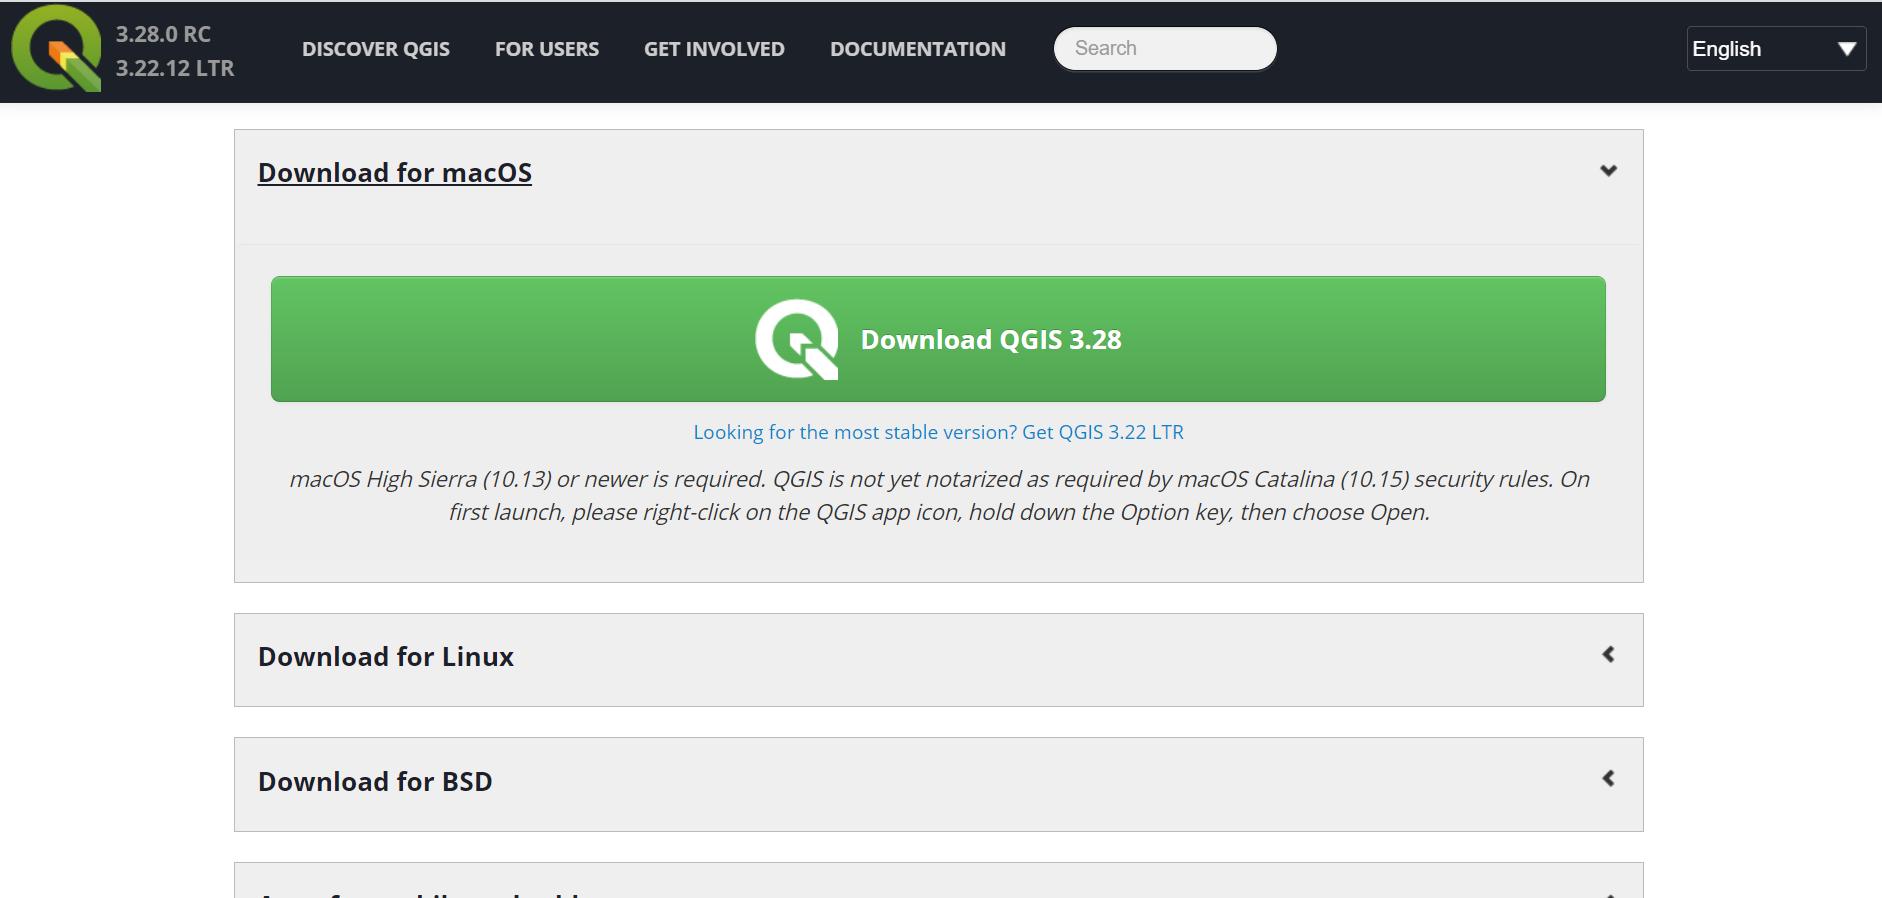 3.28.0 RC
3.22.12 LTR
DISCOVER QGIS
FOR USERS
GET INVOLVED
DOCUMENTATION
Search
English
Download for macOS
Download QGIS 3.28
Looking for the most stable version? Get QGIS 3.22 LTR
macOS High Sierra (10.13) or newer is required. QGIS is not yet notarized as required by macOS Catalina (10.15) security rules. On
first launch, please right-click on the QGIS app icon, hold down the Option key, then choose Open.
Download for Linux
Download for BSD